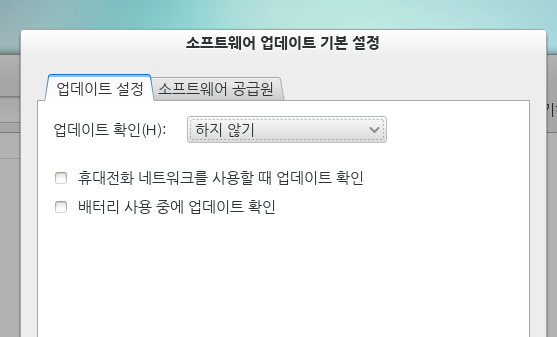 소프트웨어 업데이트 기본 설정
업데이트 설정
소프트웨어 공급원
업데이트 확인(H):
하지 않기
휴대전화 네트워크를 사용할 때 업데이트 확인
배터리 사용 중에 업데이트 확인